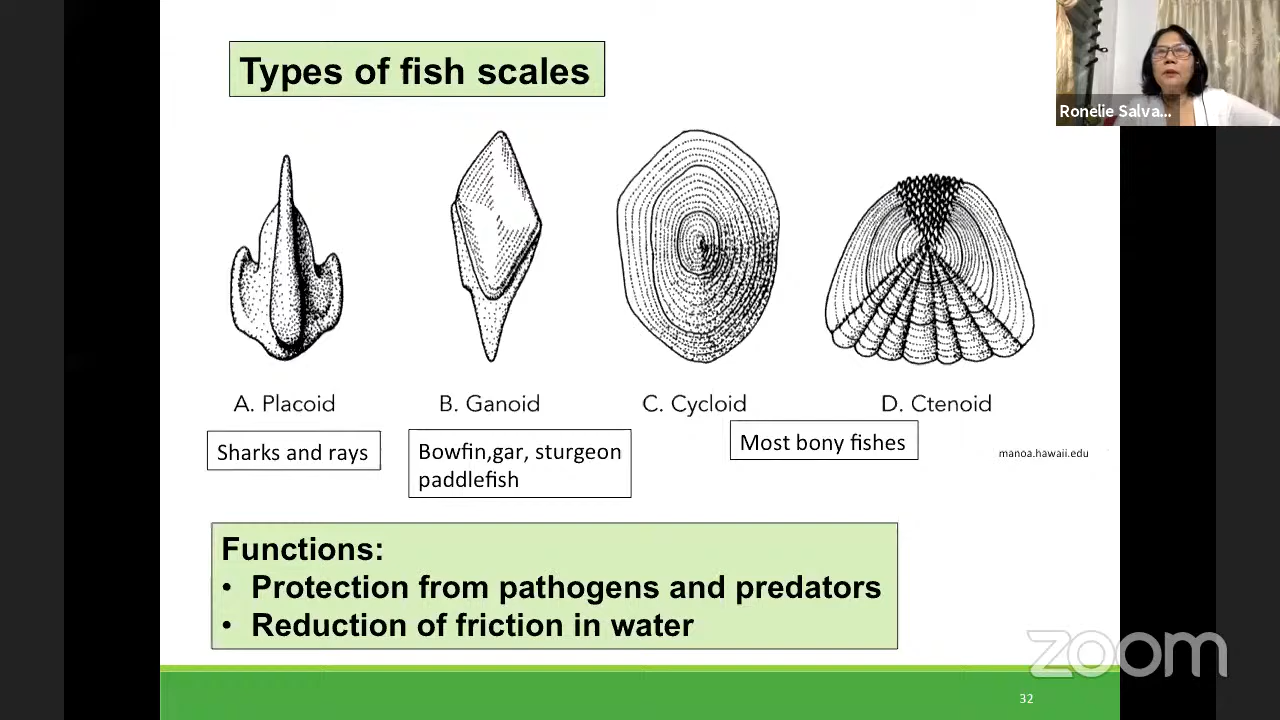 Types of fish scales
Ronelie Salva...
A. Placoid
B. Ganoid
C. Cycloid
D. Ctenoid
Sharks and rays
Bowfin,gar, sturgeon
paddlefish
Most bony fishes
manoa.hawaii.edu
Functions:
• Protection from pathogens and predators
• Reduction of friction in water
zoom
32